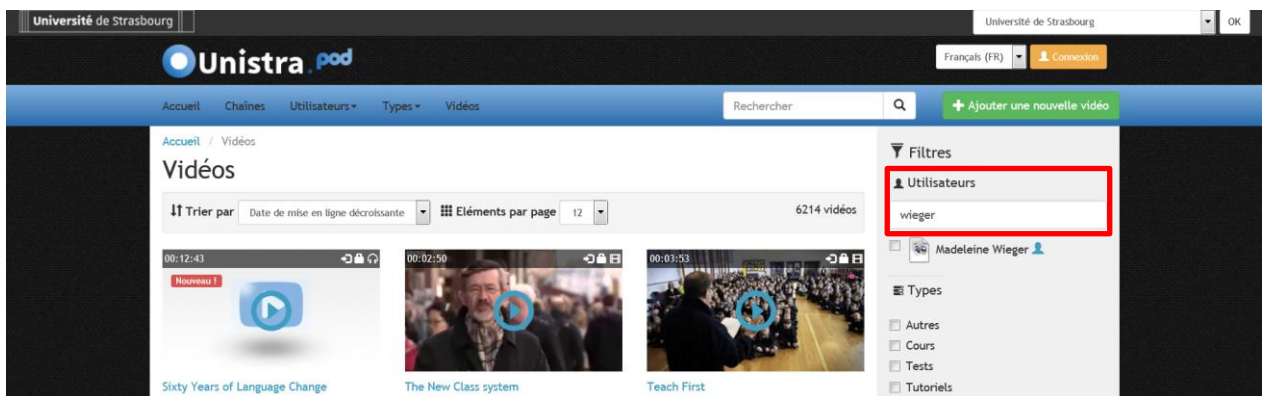 Université de Strasbourg
Université de Strasbourg OK
Unistra.pod
Français (FR) Connexion
Accueil Chaînes Utilisateurs Types Vidéos Rechercher Ajouter une nouvelle vidéo
Accueil / Vidéos
Vidéos
Trier par Date de mise en ligne décroissante Eléments par page 12 6214 vidéos
00:12:43
Nouveau !
00:02:50
00:03:53
Sixty Years of Language Change
The New Class system
Teach First
Filtres
Utilisateurs
wieger
Madeleine Wieger
Types
Autres
Cours
Tests
Tutoriels